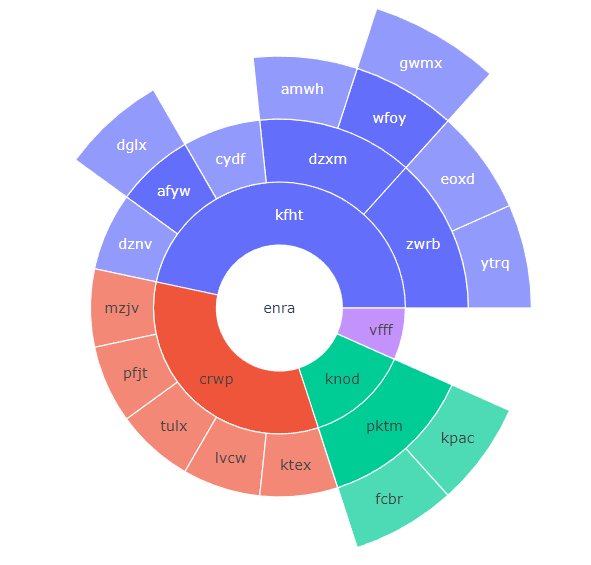 gwmx
amwh
wfoy
dglx
cydf
dzxm
eoxd
afyw
kfht
dznv
zwrb
ytrq
enra
mzjv
vfff
pfjt
crwp
knod
tulx
pktm
kpac
lvcw
ktex
fcbr